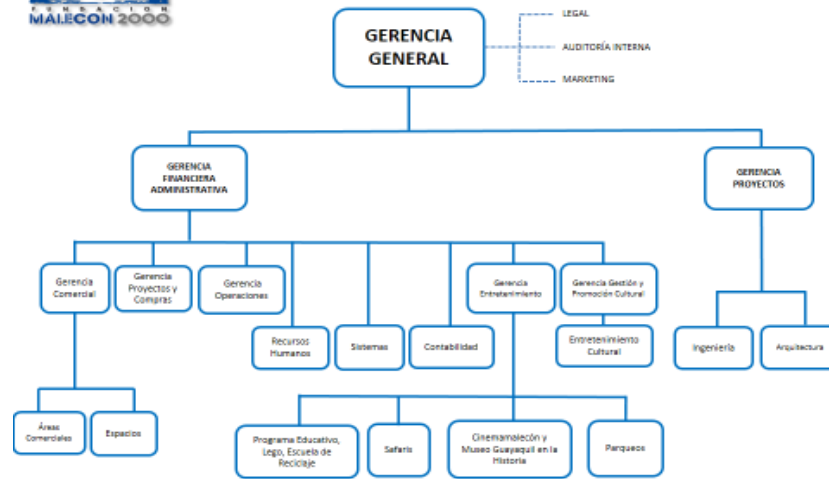 FUNDACION
MALECON 2000
GERENCIA
GENERAL
LEGAL
AUDITORÍA INTERNA
MARKETING
GERENCIA
FINANCIERA
ADMINISTRATIVA
GERENCIA
PROYECTOS
Gerencia
Comercial
Gerencia
Proyectos y
Compras
Gerencia
Operaciones
Gerencia
Entretenimiento
Gerencia Gestión y
Promoción Cultural
Recursos
Humanos
Sistemas
Contabilidad
Entretenimiento
Cultural
Ingeniería
Arquitectura
Áreas
Comerciales
Espacios
Programa Educativo,
Lego, Escuela de
Reciclaje
Safaris
Cinemamalecón y
Museo Guayaquil en la
Historia
Parqueos